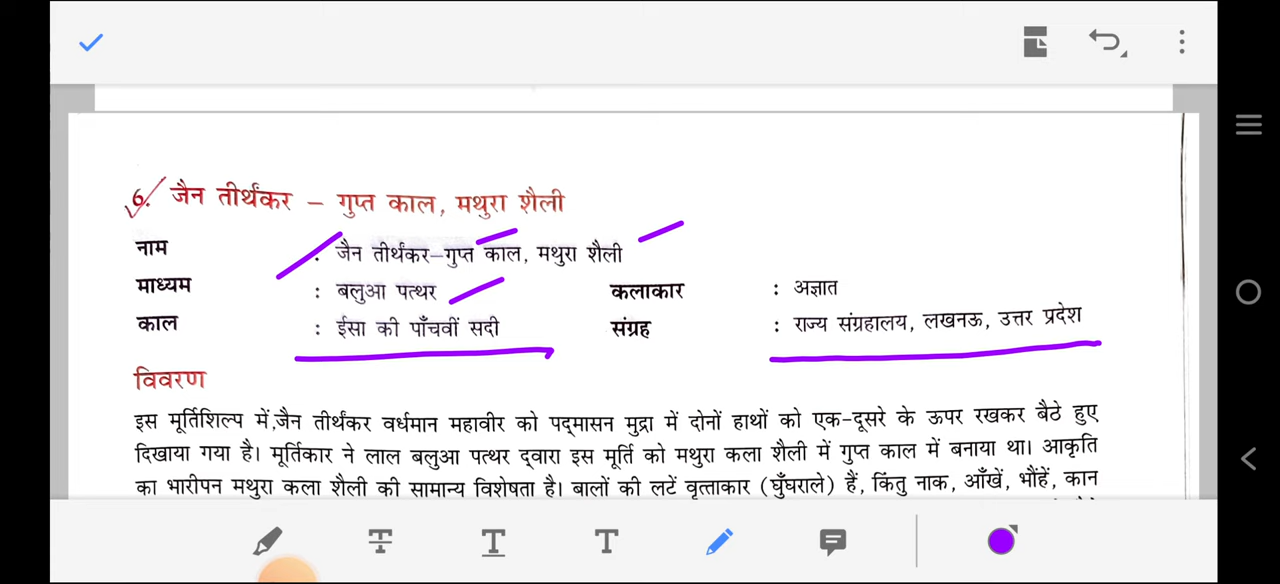 6. जैन तीर्थंकर – गुप्त काल, मथुरा शैली
नाम : जैन तीर्थंकर–गुप्त काल, मथुरा शैली
माध्यम : बलुआ पत्थर कलाकार : अज्ञात
काल : ईसा की पाँचवीं सदी संग्रह : राज्य संग्रहालय, लखनऊ, उत्तर प्रदेश
विवरण
इस मूर्तिशिल्प में,जैन तीर्थंकर वर्धमान महावीर को पद्मासन मुद्रा में दोनों हाथों को एक-दूसरे के ऊपर रखकर बैठे हुए
दिखाया गया है। मूर्तिकार ने लाल बलुआ पत्थर द्वारा इस मूर्ति को मथुरा कला शैली में गुप्त काल में बनाया था। आकृति
का भारीपन मथुरा कला शैली की सामान्य विशेषता है। बालों की लटें वृत्ताकार (घुँघराले) हैं, किंतु नाक, आँखें, भौंहें, कान
T T T